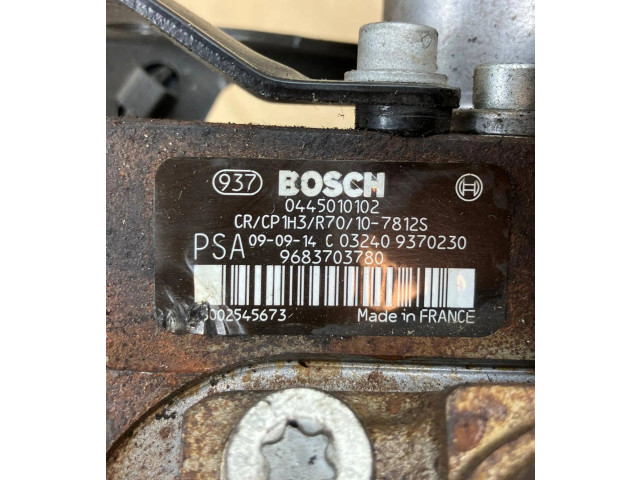 937 BOSCH
0445010102
CR/CP1H3/R70/10-7812S
PSA 09-09-14 C 03240 9370230
9683703780
002545673 Made in FRANCE